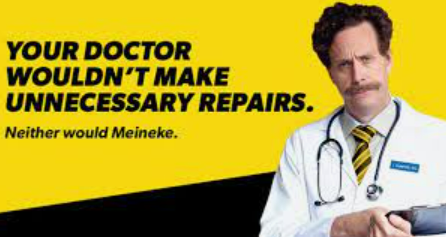 YOUR DOCTOR
WOULDN'T MAKE
UNNECESSARY REPAIRS.
Neither would Meineke.